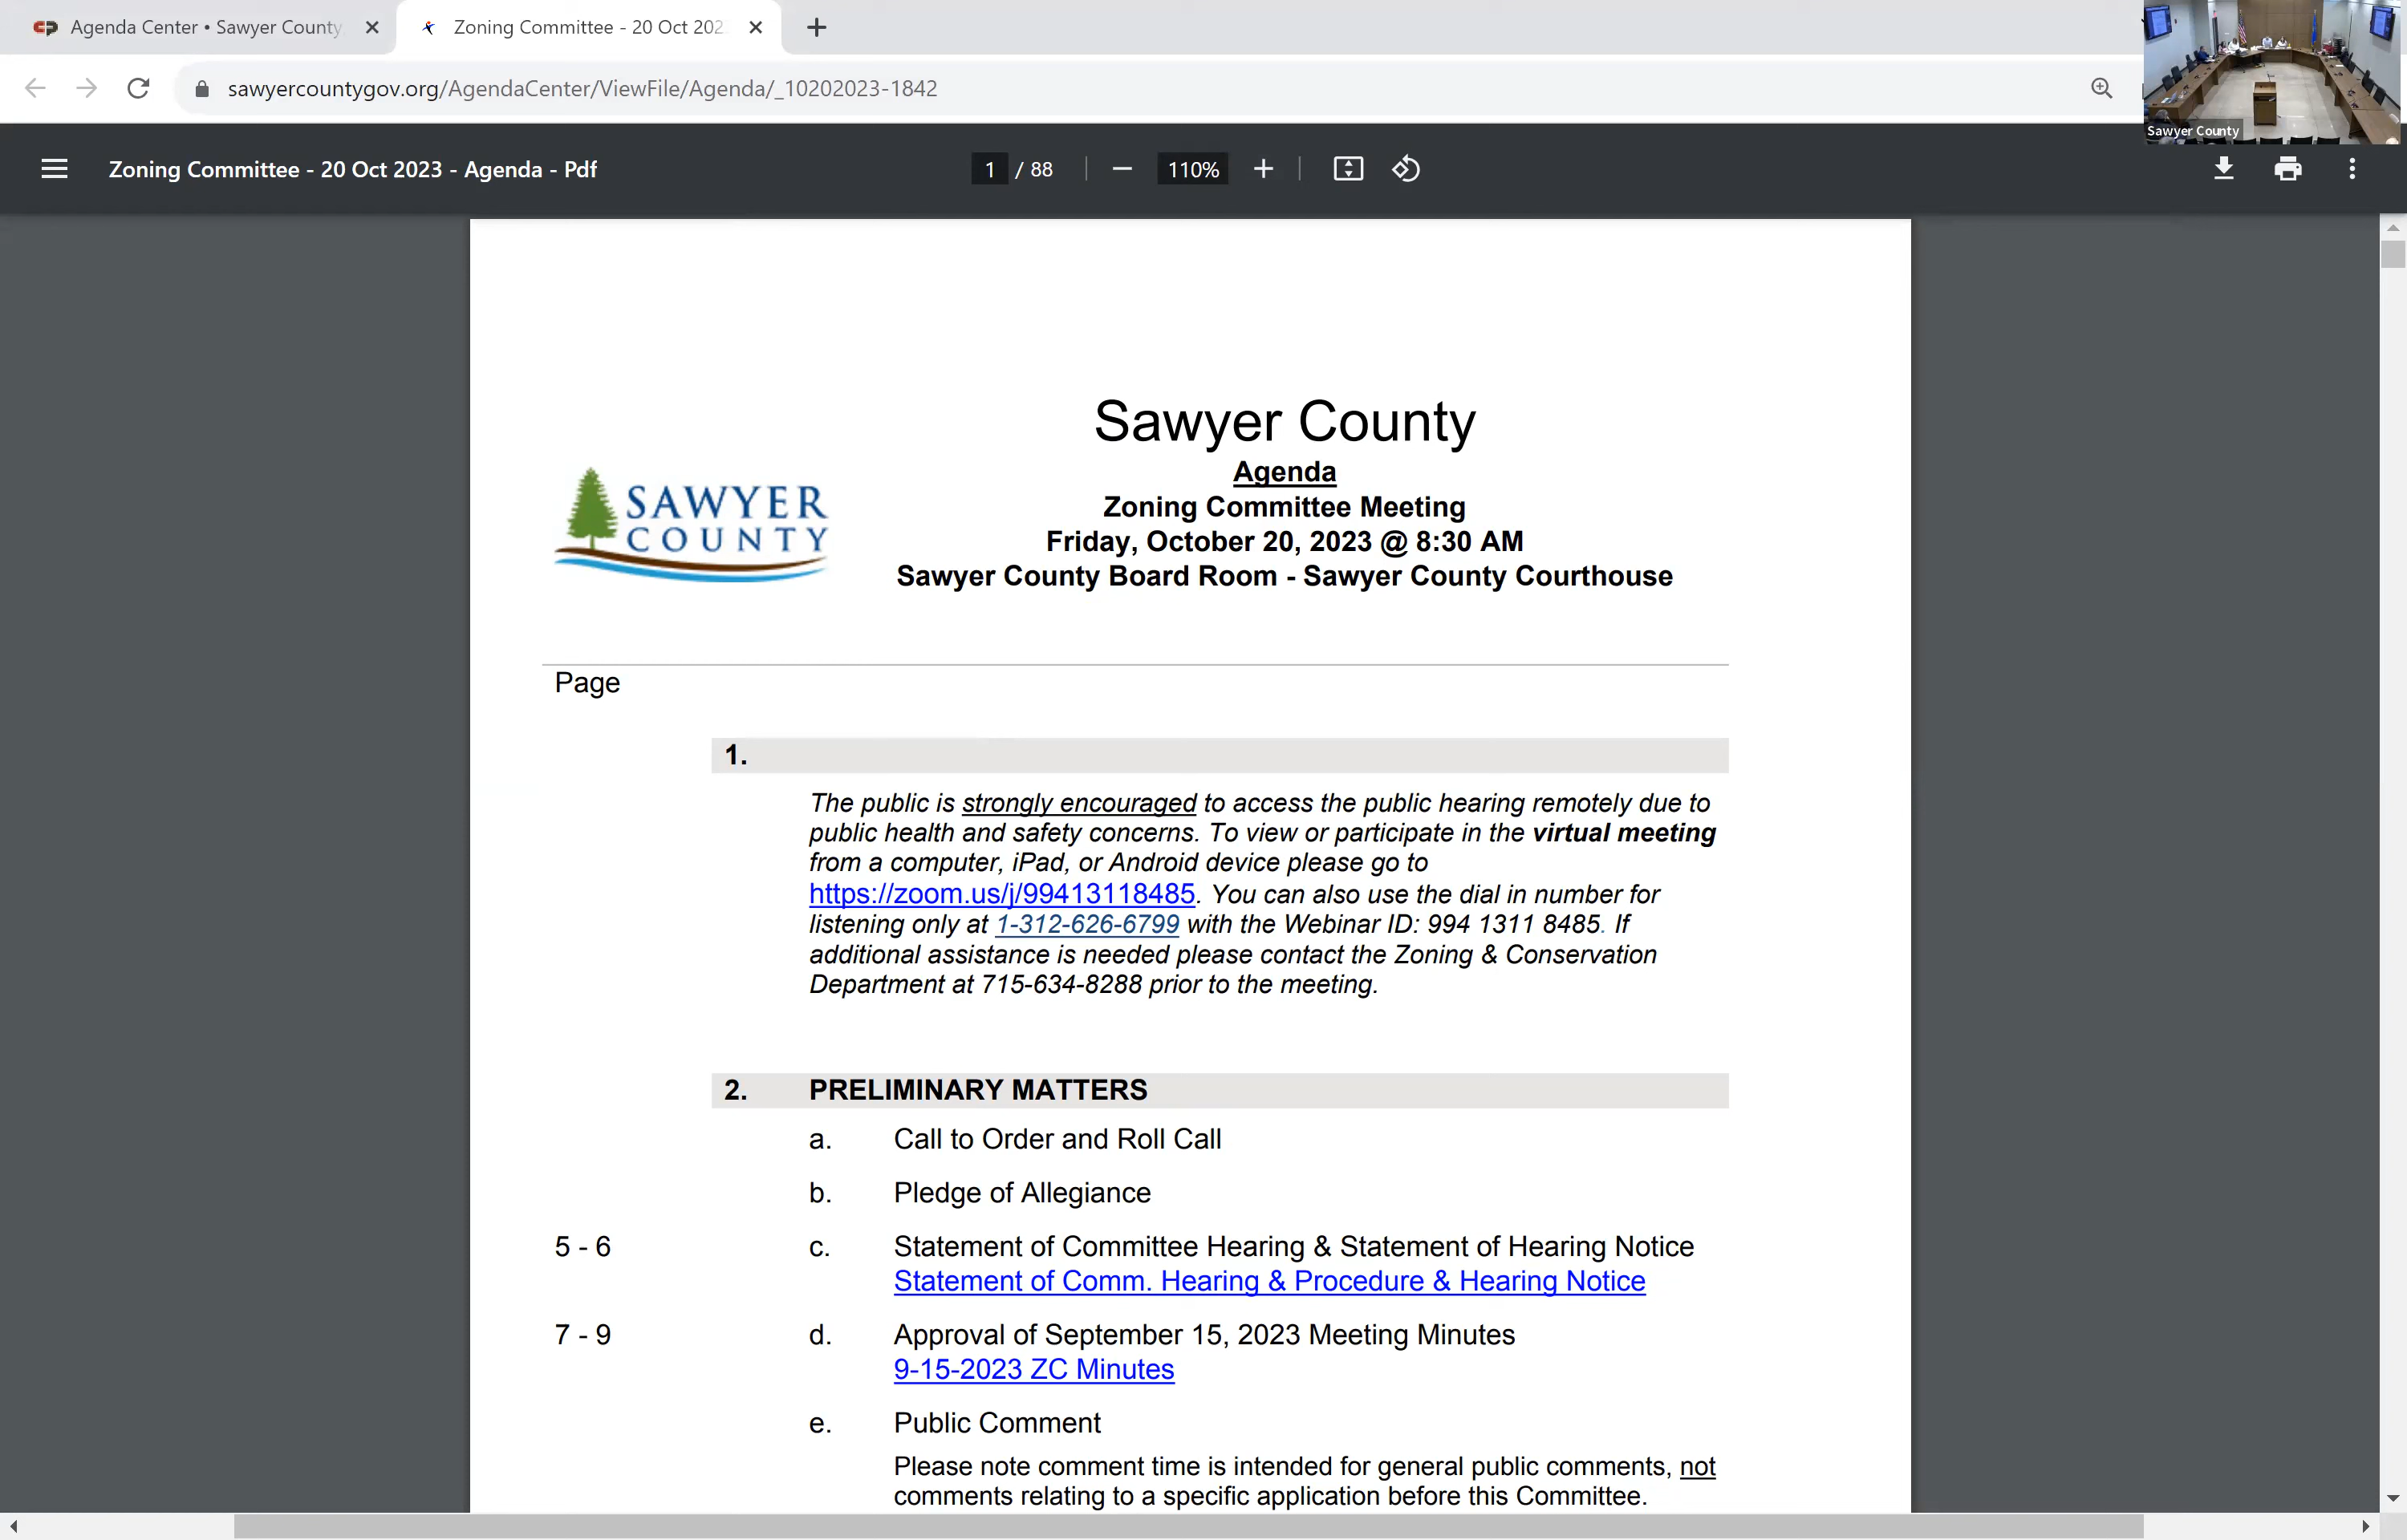 Agenda Center • Sawyer County
Zoning Committee - 20 Oct 202
sawyercountygov.org/AgendaCenter/ViewFile/Agenda/_10202023-1842
Sawyer County
Zoning Committee - 20 Oct 2023 - Agenda - Pdf
1 / 88
110%
Sawyer County
Agenda
Zoning Committee Meeting
Friday, October 20, 2023 @ 8:30 AM
Sawyer County Board Room - Sawyer County Courthouse
SAWYER
COUNTY
Page
1.
The public is strongly encouraged to access the public hearing remotely due to
public health and safety concerns. To view or participate in the virtual meeting
from a computer, iPad, or Android device please go to
https://zoom.us/j/99413118485. You can also use the dial in number for
listening only at 1-312-626-6799 with the Webinar ID: 994 1311 8485. If
additional assistance is needed please contact the Zoning & Conservation
Department at 715-634-8288 prior to the meeting.
2. PRELIMINARY MATTERS
a. Call to Order and Roll Call
b. Pledge of Allegiance
5 - 6 c. Statement of Committee Hearing & Statement of Hearing Notice
Statement of Comm. Hearing & Procedure & Hearing Notice
7 - 9 d. Approval of September 15, 2023 Meeting Minutes
9-15-2023 ZC Minutes
e. Public Comment
Please note comment time is intended for general public comments, not
comments relating to a specific application before this Committee.